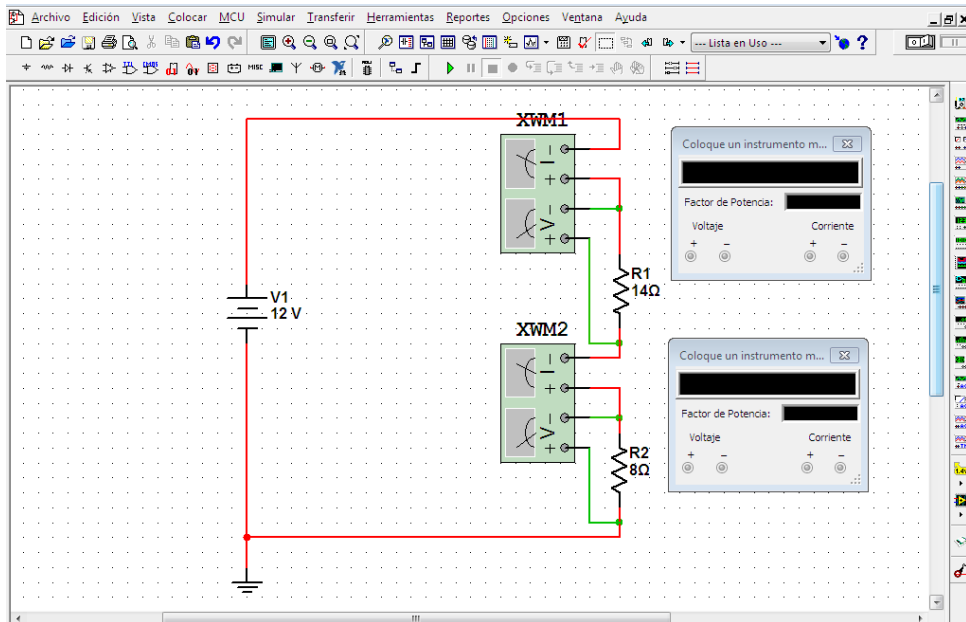 Archivo Edición Vista Colocar MCU Simular Transferir Herramientas Reportes Opciones Ventana Ayuda
--- Lista en Uso ---
MISC
XWM1
I
V
V1
12 V
R1
14Ω
XWM2
I
V
R2
8Ω
Coloque un instrumento m...
Factor de Potencia:
Voltaje Corriente
+ − + −
Coloque un instrumento m...
Factor de Potencia:
Voltaje Corriente
+ − + −